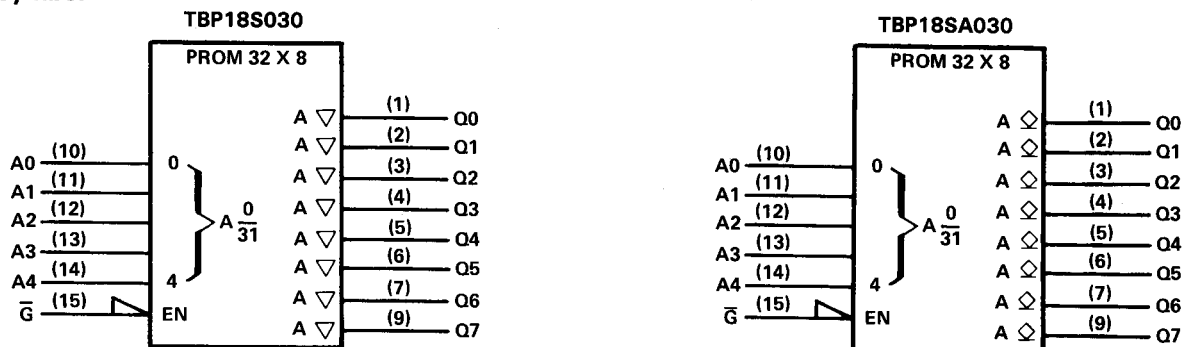 TBP18S030
PROM 32 X 8
A ▽ (1) Q0
A ▽ (2) Q1
A0 (10) 0 A ▽ (3) Q2
A1 (11) A ▽ (4) Q3
A2 (12) A 0/31 A ▽ (5) Q4
A3 (13) A ▽ (6) Q5
A4 (14) 4 A ▽ (7) Q6
G̅ (15) EN A ▽ (9) Q7
TBP18SA030
PROM 32 X 8
A ◇ (1) Q0
A ◇ (2) Q1
A0 (10) 0 A ◇ (3) Q2
A1 (11) A ◇ (4) Q3
A2 (12) A 0/31 A ◇ (5) Q4
A3 (13) A ◇ (6) Q5
A4 (14) 4 A ◇ (7) Q6
G̅ (15) EN A ◇ (9) Q7